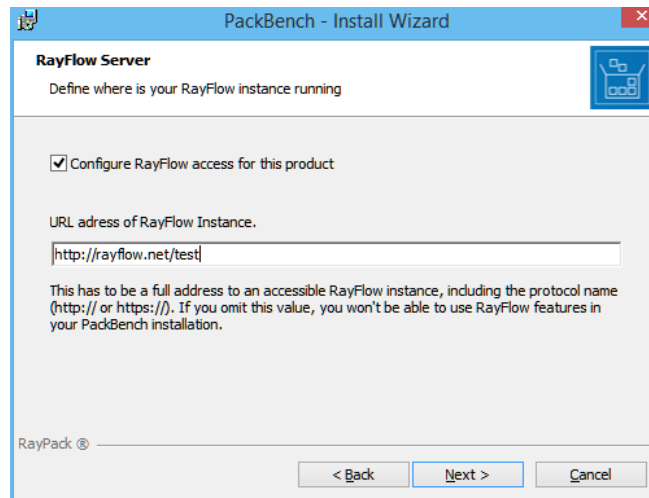 PackBench - Install Wizard
RayFlow Server
Define where is your RayFlow instance running
Configure RayFlow access for this product
URL adress of RayFlow Instance.
http://rayflow.net/test
This has to be a full address to an accessible RayFlow instance, including the protocol name
(http:// or https://). If you omit this value, you won't be able to use RayFlow features in
your PackBench installation.
RayPack ®
< Back Next > Cancel